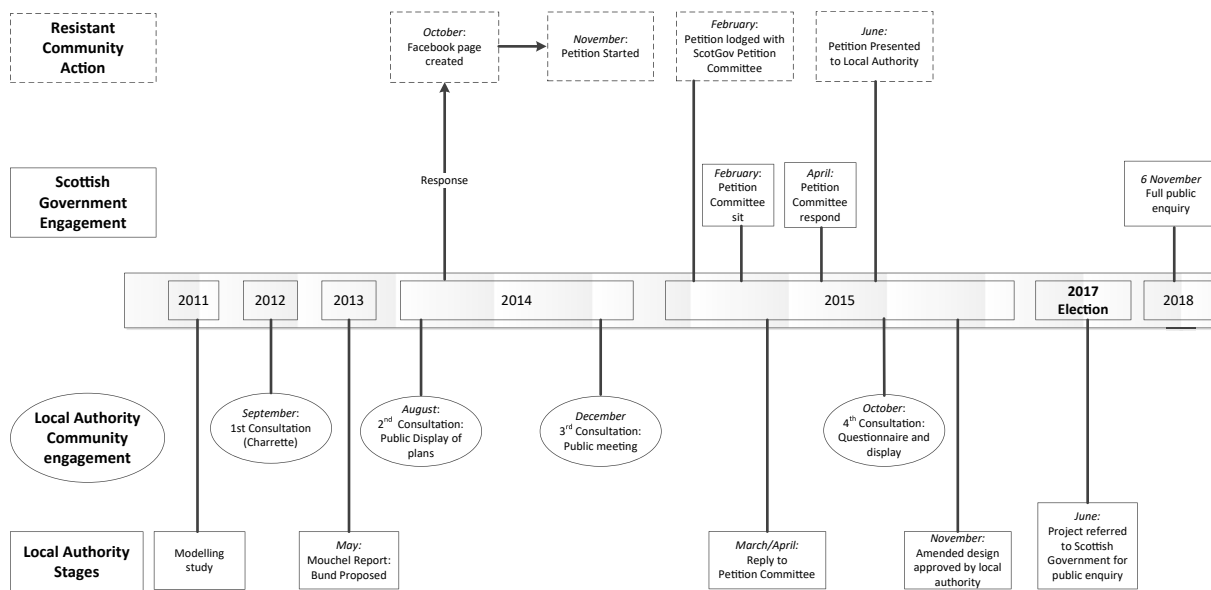 Resistant
Community
Action
October:
Facebook page
created
November:
Petition Started
February:
Petition lodged with
ScotGov Petition
Committee
June:
Petition Presented
to Local Authority
Scottish
Government
Engagement
Response
February:
Petition
Committee
sit
April:
Petition
Committee
respond
6 November
Full public
enquiry
2011
2012
2013
2014
2015
2017
Election
2018
Local Authority
Community
engagement
September:
1st Consultation
(Charrette)
August:
2nd Consultation:
Public Display of
plans
December
3rd Consultation:
Public meeting
October:
4th Consultation:
Questionnaire and
display
Local Authority
Stages
Modelling
study
May:
Mouchel Report:
Bund Proposed
March/April:
Reply to
Petition Committee
November:
Amended design
approved by local
authority
June:
Project referred
to Scottish
Government for
public enquiry